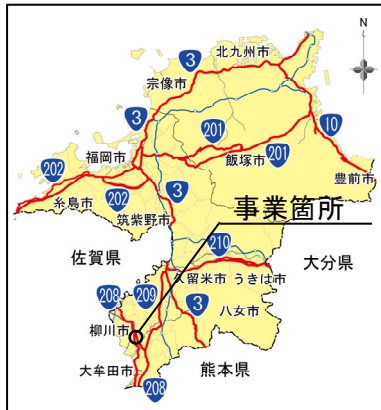 N
北九州市
3
宗像市
3
201
10
福岡市
飯塚市
201
202
豊前市
糸島市
202
3
筑紫野市
事業箇所
佐賀県
210
大分県
久留米市
うきは市
208
209
3
八女市
柳川市
大牟田市
熊本県
208